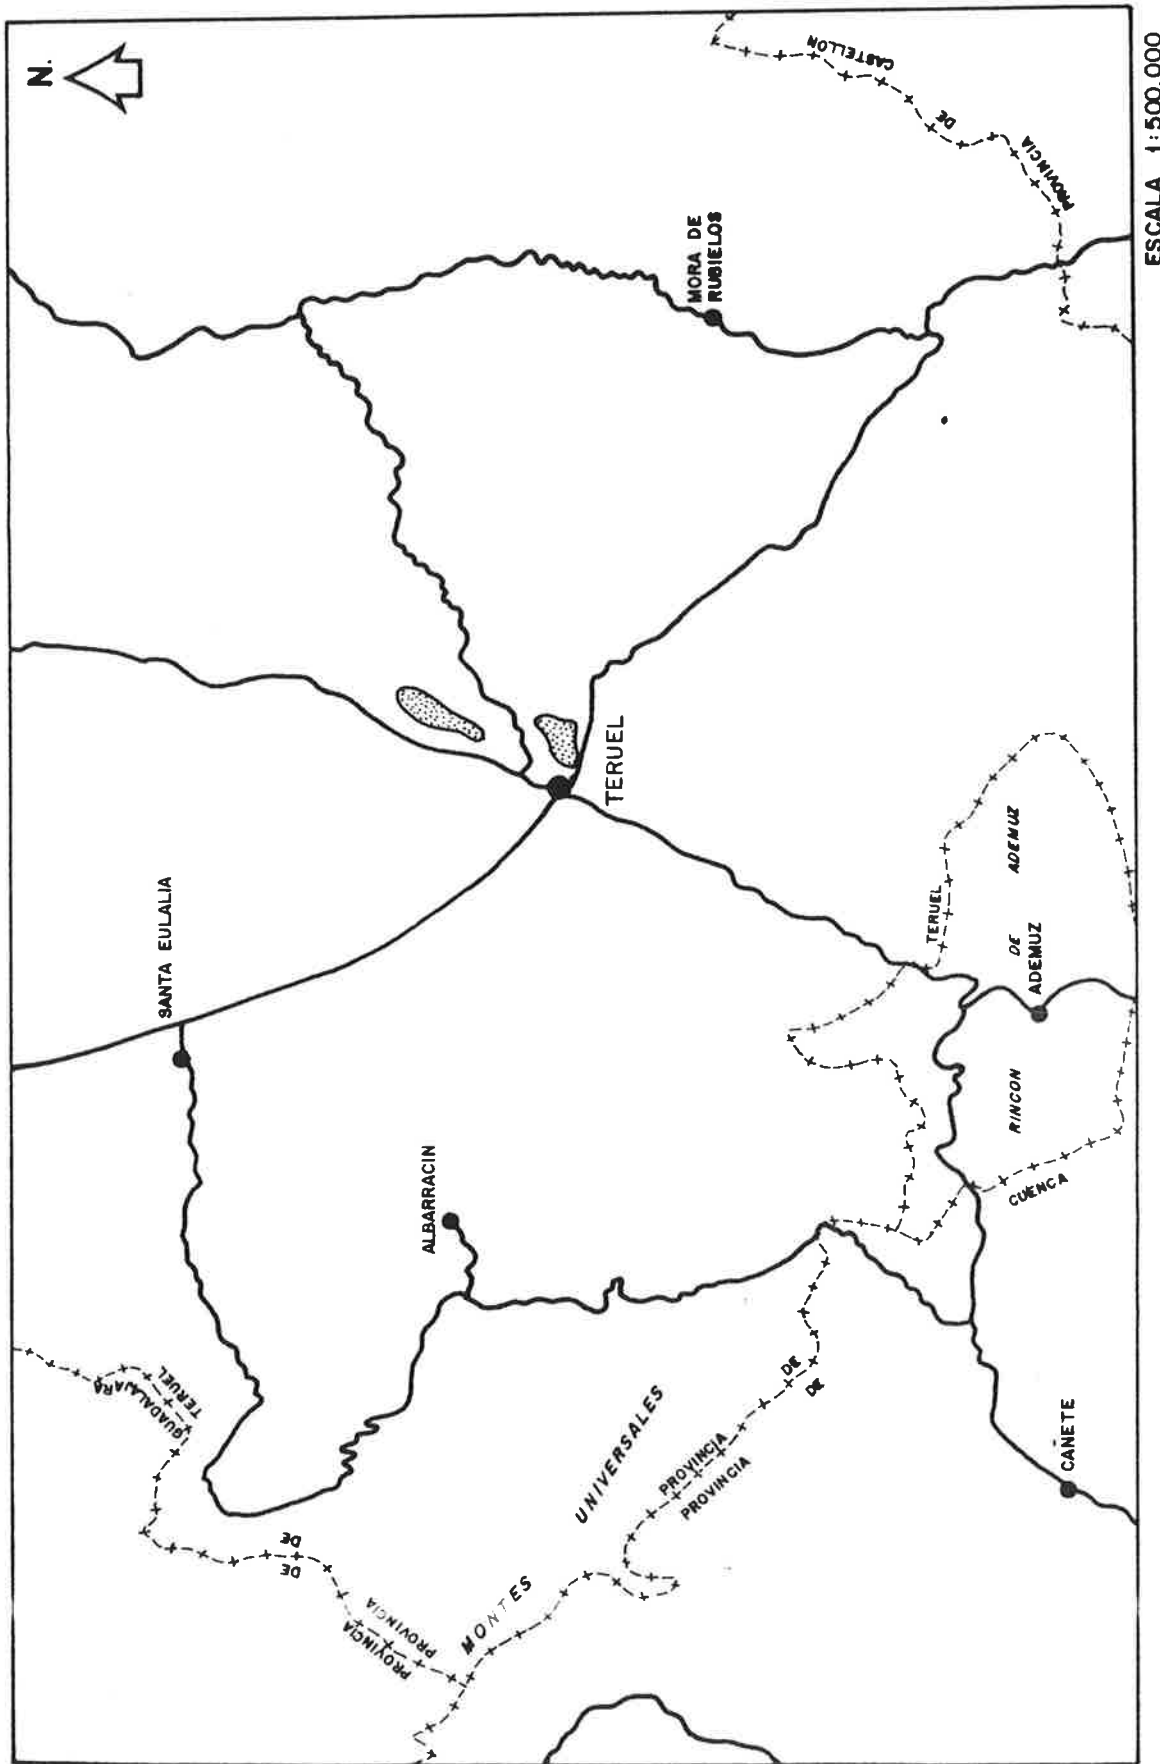 N.
CASTELLON
DE
PROVINCIA
MORA DE
RUBIELOS
TERUEL
SANTA EULALIA
ALBARRACIN
TERUEL
GUADALAJARA
DE
DE
PROVINCIA
PROVINCIA
MONTES
UNIVERSALES
PROVINCIA
PROVINCIA
DE
DE
TERUEL
CUENCA
RINCON
DE
ADEMUZ
ADEMUZ
CAÑETE
ESCALA 1:500.000